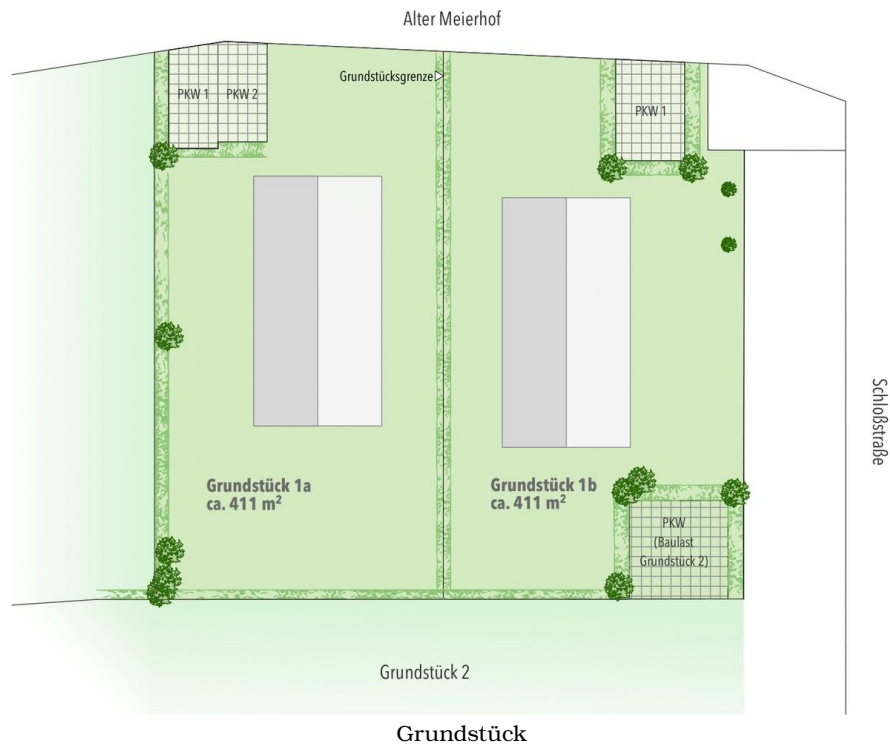 Alter Meierhof
Grundstücksgrenze
PKW 1
PKW 2
PKW 1
Grundstück 1a
ca. 411 m²
Grundstück 1b
ca. 411 m²
PKW
(Baulast
Grundstück 2)
Schloßstraße
Grundstück 2
Grundstück